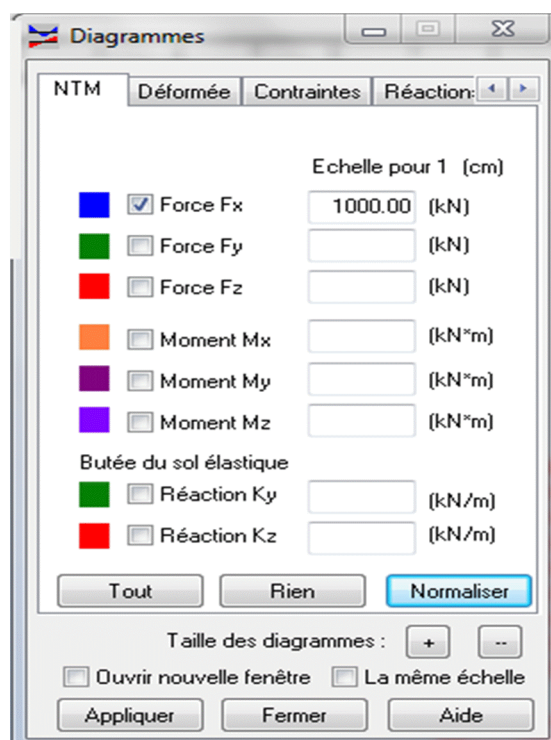 Diagrammes
NTM Déformée Contraintes Réaction:
Echelle pour 1 (cm)
Force Fx 1000.00 (kN)
Force Fy (kN)
Force Fz (kN)
Moment Mx (kN*m)
Moment My (kN*m)
Moment Mz (kN*m)
Butée du sol élastique
Réaction Ky (kN/m)
Réaction Kz (kN/m)
Tout Rien Normaliser
Taille des diagrammes : + --
Ouvrir nouvelle fenêtre La même échelle
Appliquer Fermer Aide